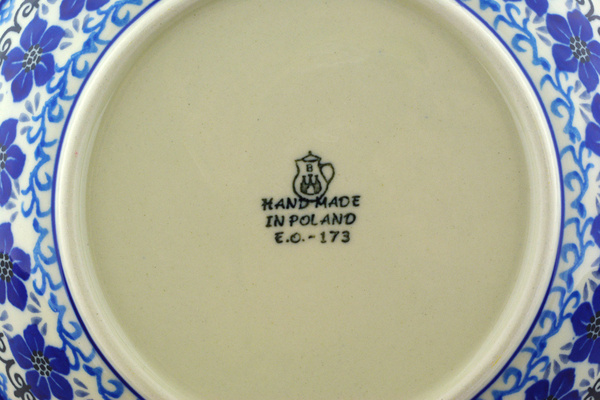 B
HAND MADE
IN POLAND
E.O.-173